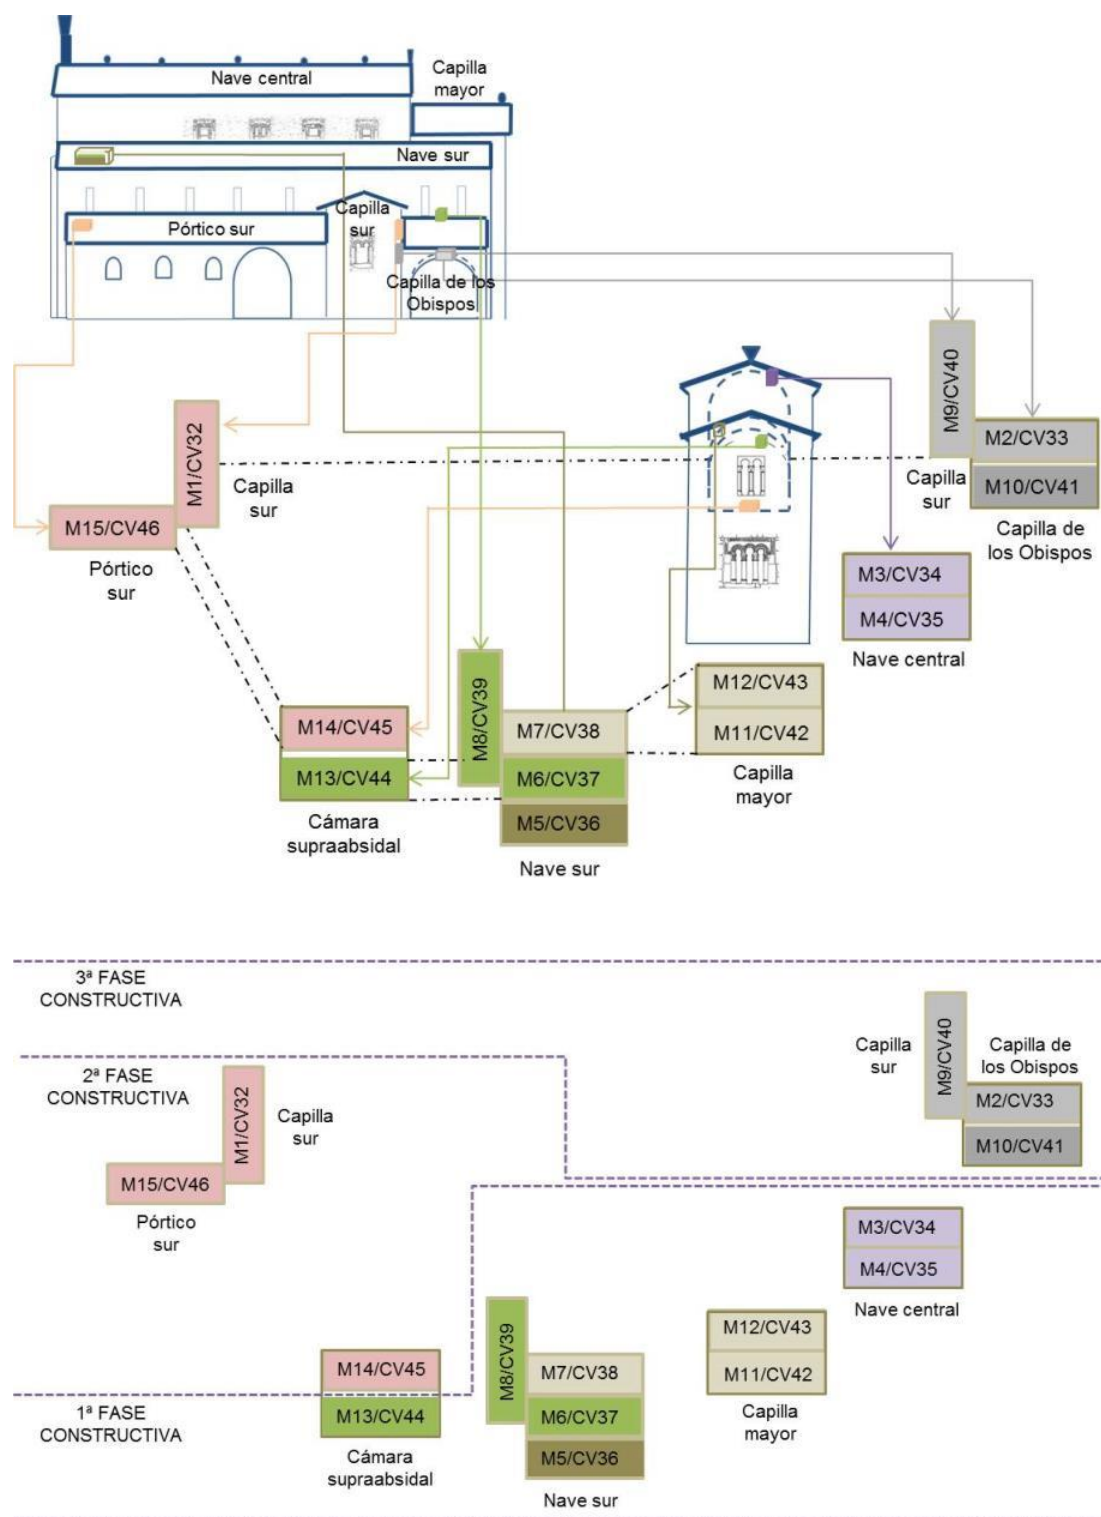 Nave central
Capilla
mayor
Nave sur
Capilla
sur
Pórtico sur
Capilla de los
Obispos
M9/CV40
M1/CV32
M2/CV33
Capilla
sur
Capilla
sur
M10/CV41
M15/CV46
Capilla de
los Obispos
Pórtico
sur
M3/CV34
M4/CV35
Nave central
M8/CV39
M12/CV43
M14/CV45
M7/CV38
M11/CV42
M13/CV44
M6/CV37
Capilla
mayor
Cámara
supraabsidal
M5/CV36
Nave sur
3ª FASE
CONSTRUCTIVA
Capilla
sur
M9/CV40
Capilla de
los Obispos
2ª FASE
CONSTRUCTIVA
M1/CV32
Capilla
sur
M2/CV33
M10/CV41
M15/CV46
Pórtico
sur
M3/CV34
M4/CV35
Nave central
M8/CV39
M12/CV43
M14/CV45
M7/CV38
M11/CV42
1ª FASE
CONSTRUCTIVA
M13/CV44
M6/CV37
Capilla
mayor
Cámara
supraabsidal
M5/CV36
Nave sur